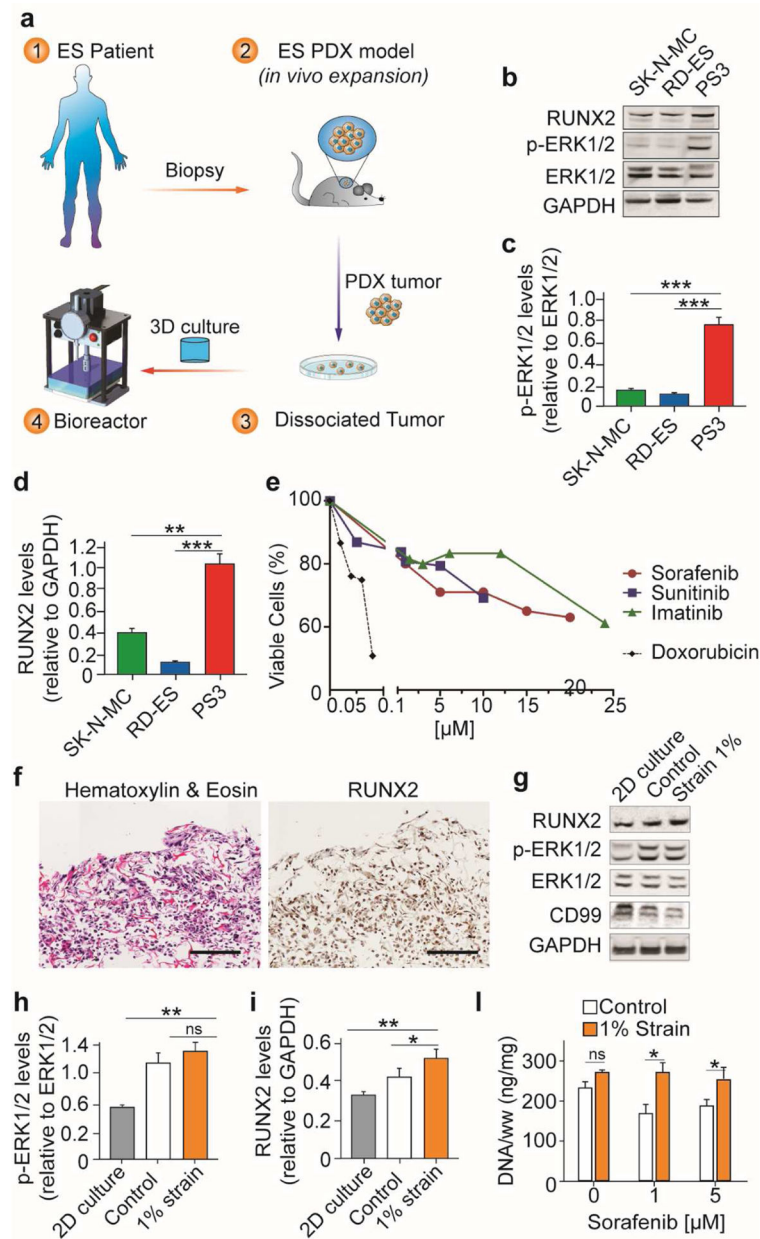 a
1 ES Patient
2 ES PDX model
(in vivo expansion)
Biopsy
PDX tumor
3D culture
4 Bioreactor
3 Dissociated Tumor
b
SK-N-MC
RD-ES
PS3
RUNX2
p-ERK1/2
ERK1/2
GAPDH
c
p-ERK1/2 levels
(relative to ERK1/2)
1.0
0.8
0.6
0.4
0.2
0
***
***
SK-N-MC
RD-ES
PS3
d
RUNX2 levels
(relative to GAPDH)
1.2
1.0
0.8
0.6
0.4
0.2
0
**
***
SK-N-MC
RD-ES
PS3
e
Viable Cells (%)
100
80
60
0
0 0.05 0.1 5 10 15 20 25
[µM]
Sorafenib
Sunitinib
Imatinib
Doxorubicin
f
Hematoxylin & Eosin
RUNX2
g
2D culture
Control
Strain 1%
RUNX2
p-ERK1/2
ERK1/2
CD99
GAPDH
h
p-ERK1/2 levels
(relative to ERK1/2)
1.4
1.0
0.6
0.2
0
**
ns
2D culture
Control
1% strain
i
RUNX2 levels
(relative to GAPDH)
0.6
0.4
0.2
0
**
*
2D culture
Control
1% strain
l
Control
1% Strain
DNA/ww (ng/mg)
300
200
100
0
ns
*
*
0 1 5
Sorafenib [µM]